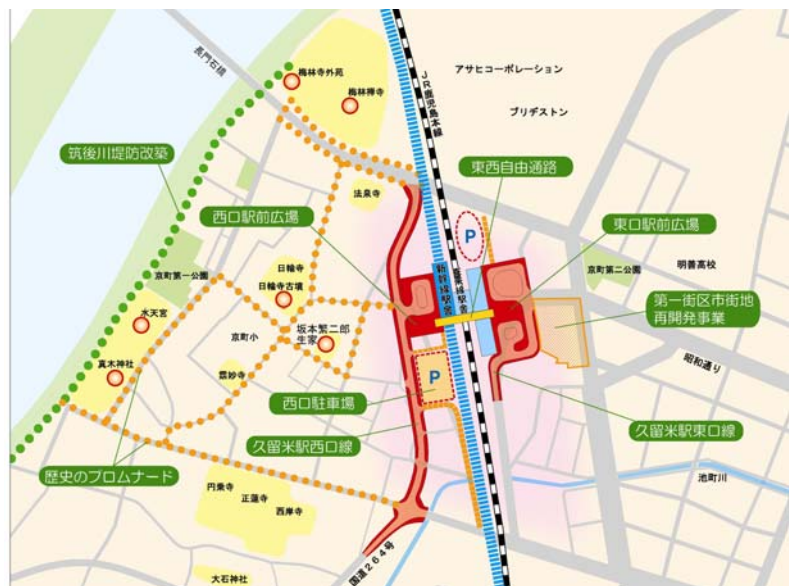 長門石橋
梅林寺外苑
梅林禅寺
JR鹿児島本線
アサヒコーポレーション
ブリヂストン
筑後川堤防改築
法泉寺
東西自由通路
西口駅前広場
P
東口駅前広場
新幹線駅舎
在来線駅舎
京町第二公園
明善高校
京町第一公園
日輪寺
日輪寺古墳
第一街区市街地
再開発事業
水天宮
京町小
坂本繁二郎
生家
昭和通り
真木神社
P
西口駐車場
久留米駅西口線
久留米駅東口線
歴史のプロムナード
池町川
円乗寺
正蓮寺
西岸寺
大石神社
国道264号